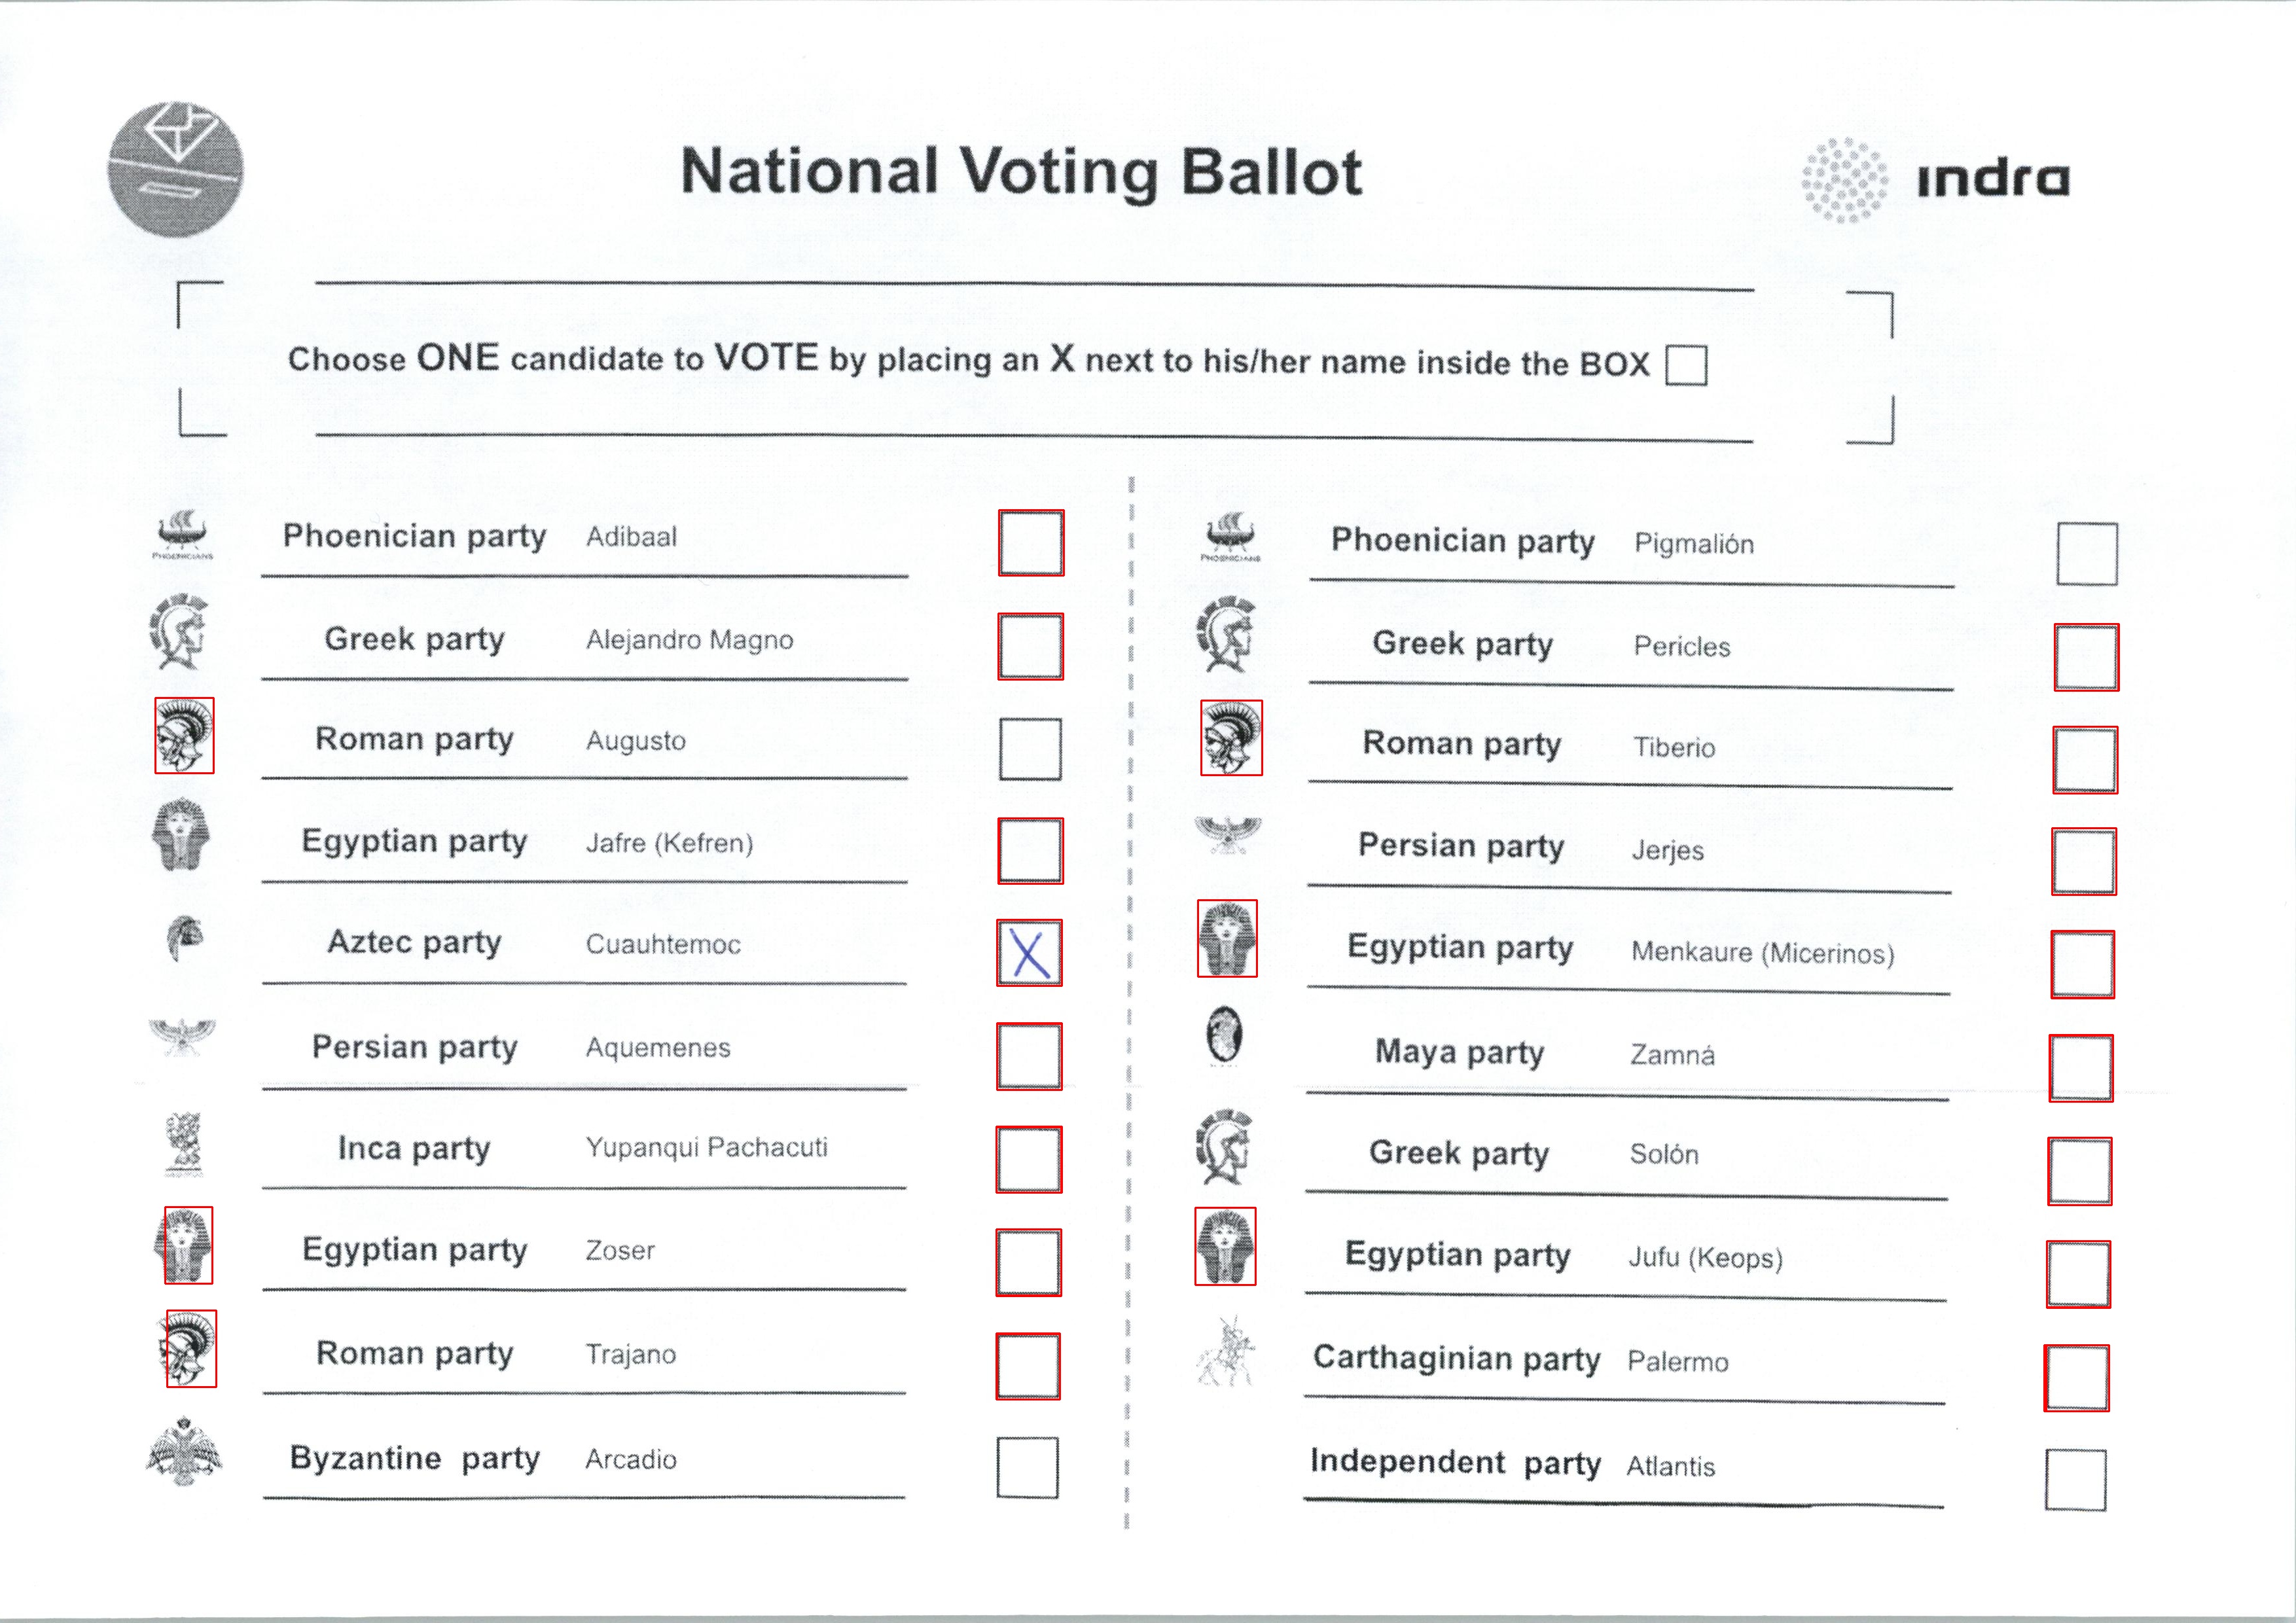 National Voting Ballot
indra
Choose ONE candidate to VOTE by placing an X next to his/her name inside the BOX
PHOENICIANS
Phoenician party Adibaal
Greek party Alejandro Magno
Roman party Augusto
Egyptian party Jafre (Kefren)
Aztec party Cuauhtemoc X
Persian party Aquemenes
Inca party Yupanqui Pachacuti
Egyptian party Zoser
Roman party Trajano
Byzantine party Arcadio
PHOENICIANS
Phoenician party Pigmalión
Greek party Pericles
Roman party Tiberio
Persian party Jerjes
Egyptian party Menkaure (Micerinos)
Maya party Zamná
Greek party Solón
Egyptian party Jufu (Keops)
Carthaginian party Palermo
Independent party Atlantis